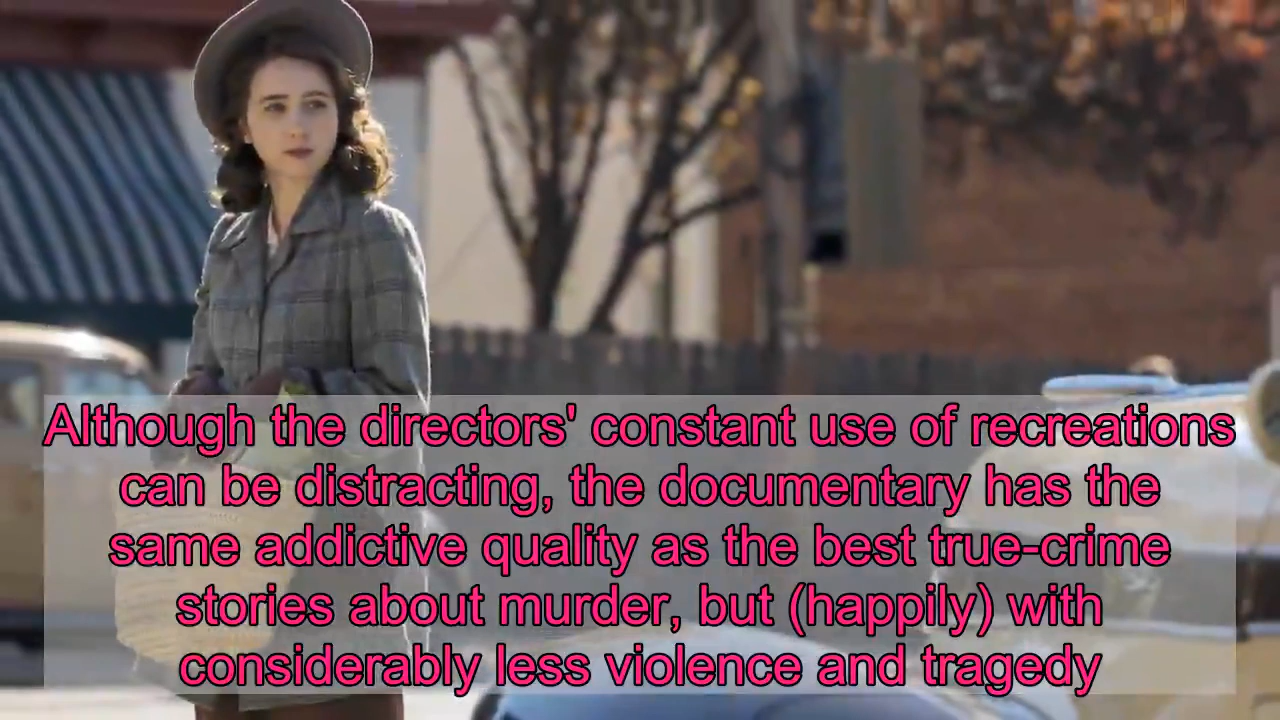 Although the directors' constant use of recreations
can be distracting, the documentary has the
same addictive quality as the best true-crime
stories about murder, but (happily) with
considerably less violence and tragedy